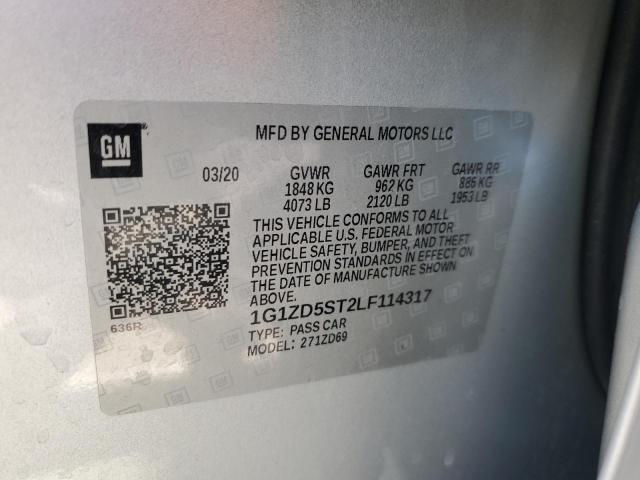 GM
MFD BY GENERAL MOTORS LLC
03/20 GVWR GAWR FRT GAWR RR
1848 KG 962 KG 886 KG
4073 LB 2120 LB 1953 LB
THIS VEHICLE CONFORMS TO ALL
APPLICABLE U.S. FEDERAL MOTOR
VEHICLE SAFETY, BUMPER, AND THEFT
PREVENTION STANDARDS IN EFFECT ON
THE DATE OF MANUFACTURE SHOWN
ABOVE.
636R
1G1ZD5ST2LF114317
TYPE: PASS CAR
MODEL: 271ZD69